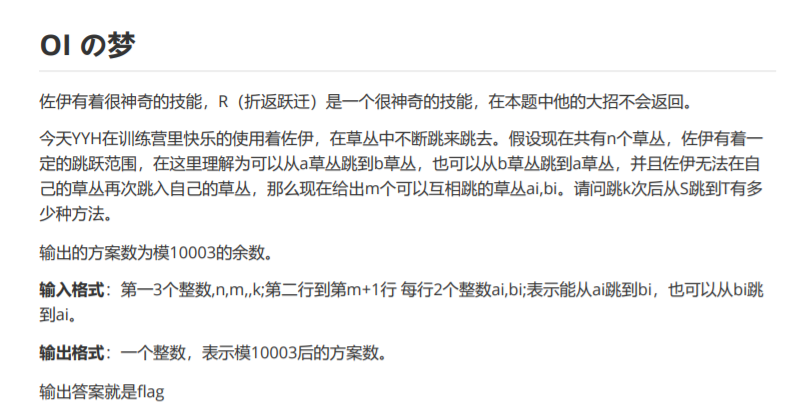 OI の梦
佐伊有着很神奇的技能，R（折返跃迁）是一个很神奇的技能，在本题中他的大招不会返回。
今天YYH在训练营里快乐的使用着佐伊，在草丛中不断跳来跳去。假设现在共有n个草丛，佐伊有着一
定的跳跃范围，在这里理解为可以从a草丛跳到b草丛，也可以从b草丛跳到a草丛，并且佐伊无法在自
己的草丛再次跳入自己的草丛，那么现在给出m个可以互相跳的草丛ai,bi。请问跳k次后从S跳到T有多
少种方法。
输出的方案数为模10003的余数。
输入格式：第一3个整数,n,m,,k;第二行到第m+1行 每行2个整数ai,bi;表示能从ai跳到bi，也可以从bi跳
到ai。
输出格式：一个整数，表示模10003后的方案数。
输出答案就是flag